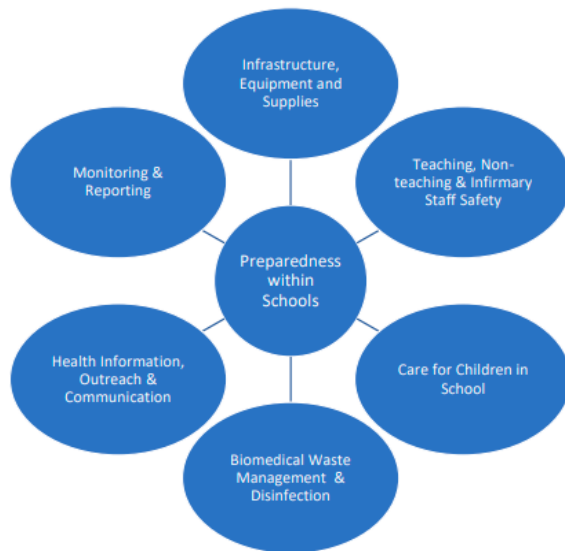 Infrastructure,
Equipment and
Supplies
Monitoring &
Reporting
Teaching, Non-
teaching & Infirmary
Staff Safety
Preparedness
within
Schools
Health Information,
Outreach &
Communication
Care for Children in
School
Biomedical Waste
Management &
Disinfection